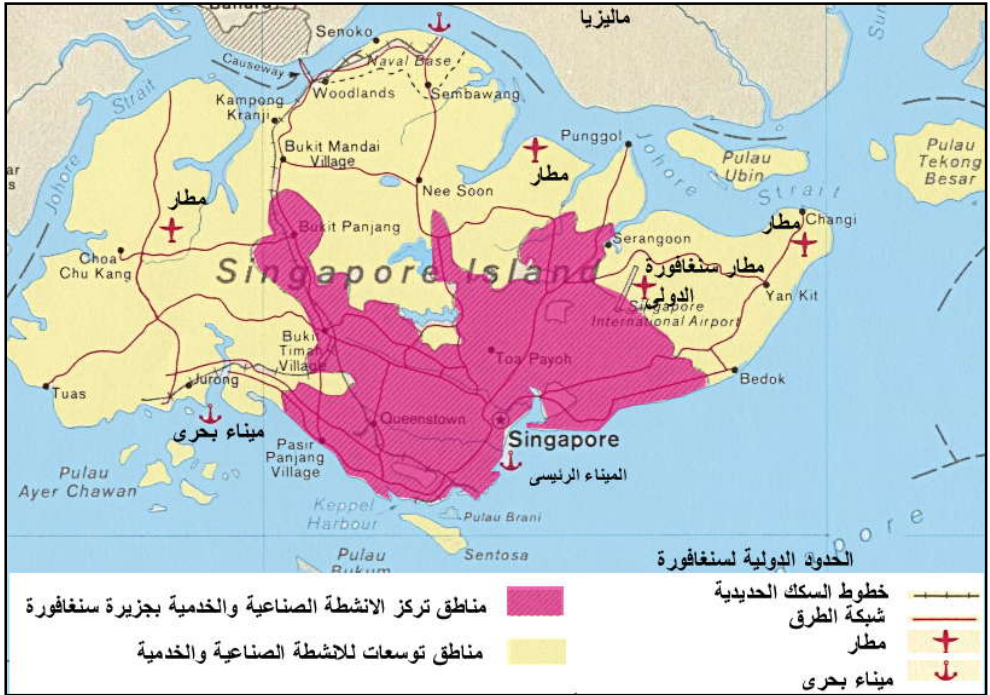 ماليزيا
Senoko
Causeway
Naval Base
Woodlands
Sembawang
Strait
Johore
Kampong
Kranji
Bukit Mandai
Village
Nee Soon
Punggol
Johore
Strait
Pulau
Ubin
Pulau
Tekong
Besar
مطار
مطار
مطار
Changi
Choa
Chu Kang
Bukit Panjang
Serangoon
Singapore Island
مطار سنغافورة
الدولى
Singapore
International Airport
Yan Kit
Bukit
Timah
Village
Toa Payoh
Bedok
Tuas
Jurong
ميناء بحرى
Queenstown
Singapore
Pasir
Panjang
Village
الميناء الرئيسى
Pulau
Ayer Chawan
Keppel
Harbour
Pulau Brani
Sentosa
Pulau
Bukum
الحدود الدولية لسنغافورة
خطوط السكك الحديدية
شبكة الطرق
مطار
ميناء بحرى
مناطق تركز الانشطة الصناعية والخدمية بجزيرة سنغافورة
مناطق توسعات للانشطة الصناعية والخدمية